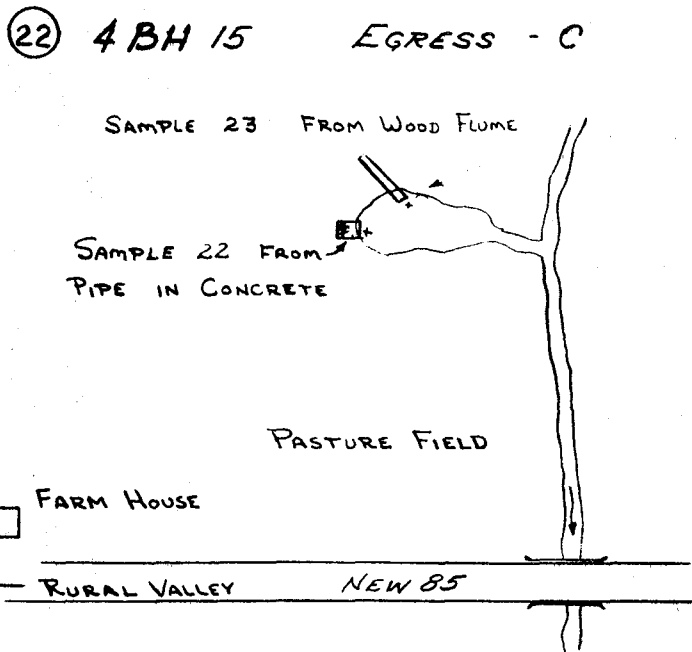 22 4 BH 15 EGRESS - C
SAMPLE 23 FROM WOOD FLUME
SAMPLE 22 FROM
PIPE IN CONCRETE
PASTURE FIELD
FARM HOUSE
RURAL VALLEY NEW 85